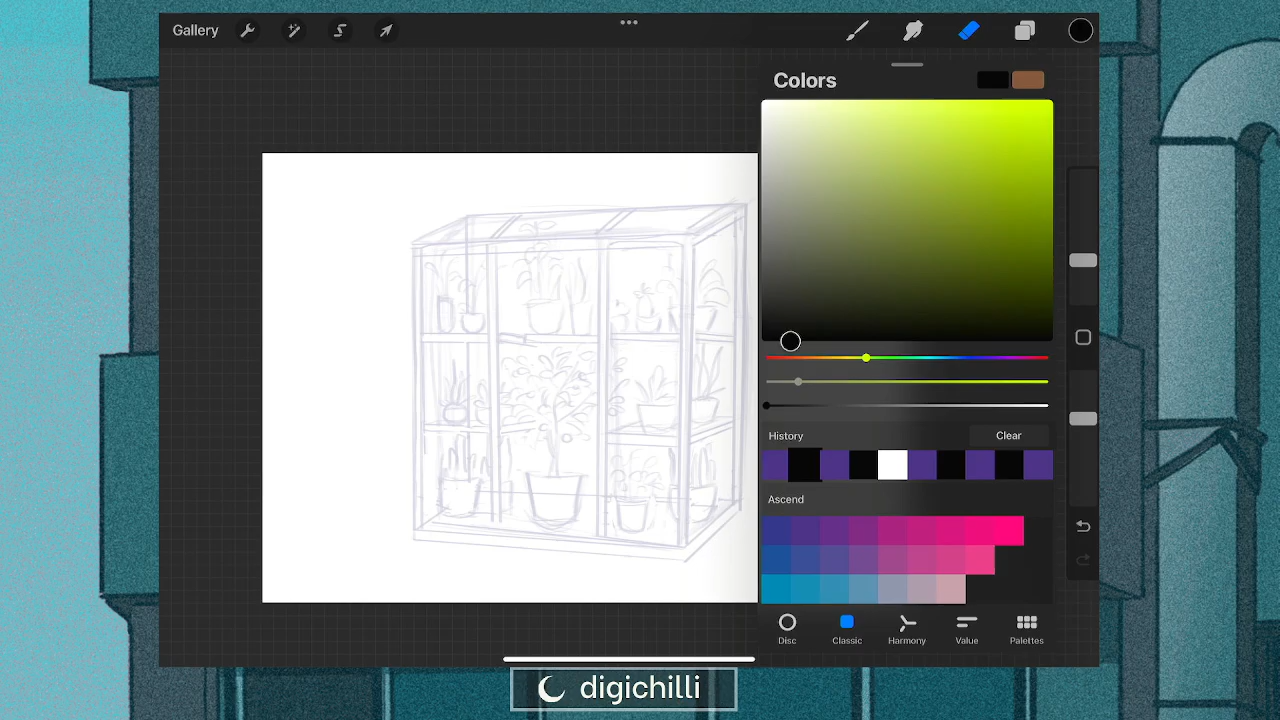 Gallery
Colors
History
Clear
Ascend
Disc
Classic
Harmony
Value
Palettes
digichilli